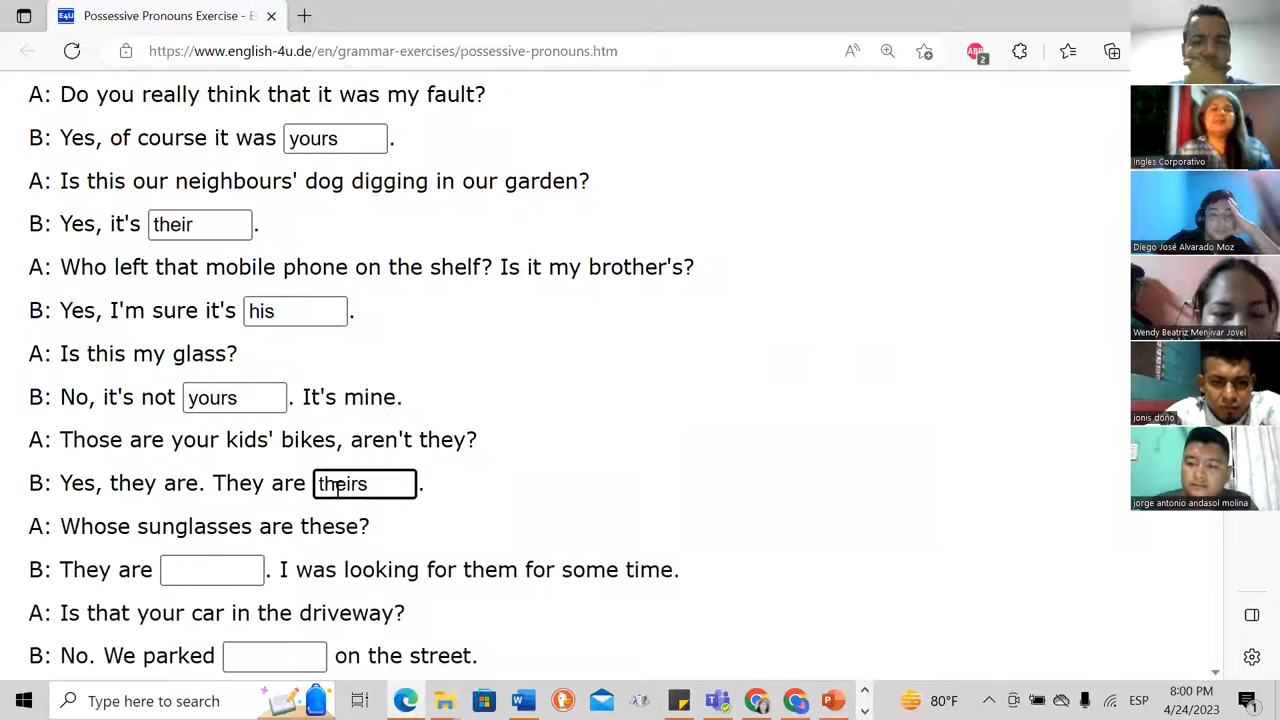 E4U Possessive Pronouns Exercise - E
https://www.english-4u.de/en/grammar-exercises/possessive-pronouns.htm
ABP 2
A: Do you really think that it was my fault?
B: Yes, of course it was yours.
A: Is this our neighbours' dog digging in our garden?
B: Yes, it's their.
A: Who left that mobile phone on the shelf? Is it my brother's?
B: Yes, I'm sure it's his.
A: Is this my glass?
B: No, it's not yours. It's mine.
A: Those are your kids' bikes, aren't they?
B: Yes, they are. They are theirs.
A: Whose sunglasses are these?
B: They are . I was looking for them for some time.
A: Is that your car in the driveway?
B: No. We parked on the street.
Ingles Corporativo
Diego José Alvarado Moz
Wendy Beatriz Menjivar Jovel
jonis doño
jorge antonio andasol molina
Type here to search
80°F
ESP
8:00 PM
4/24/2023
1